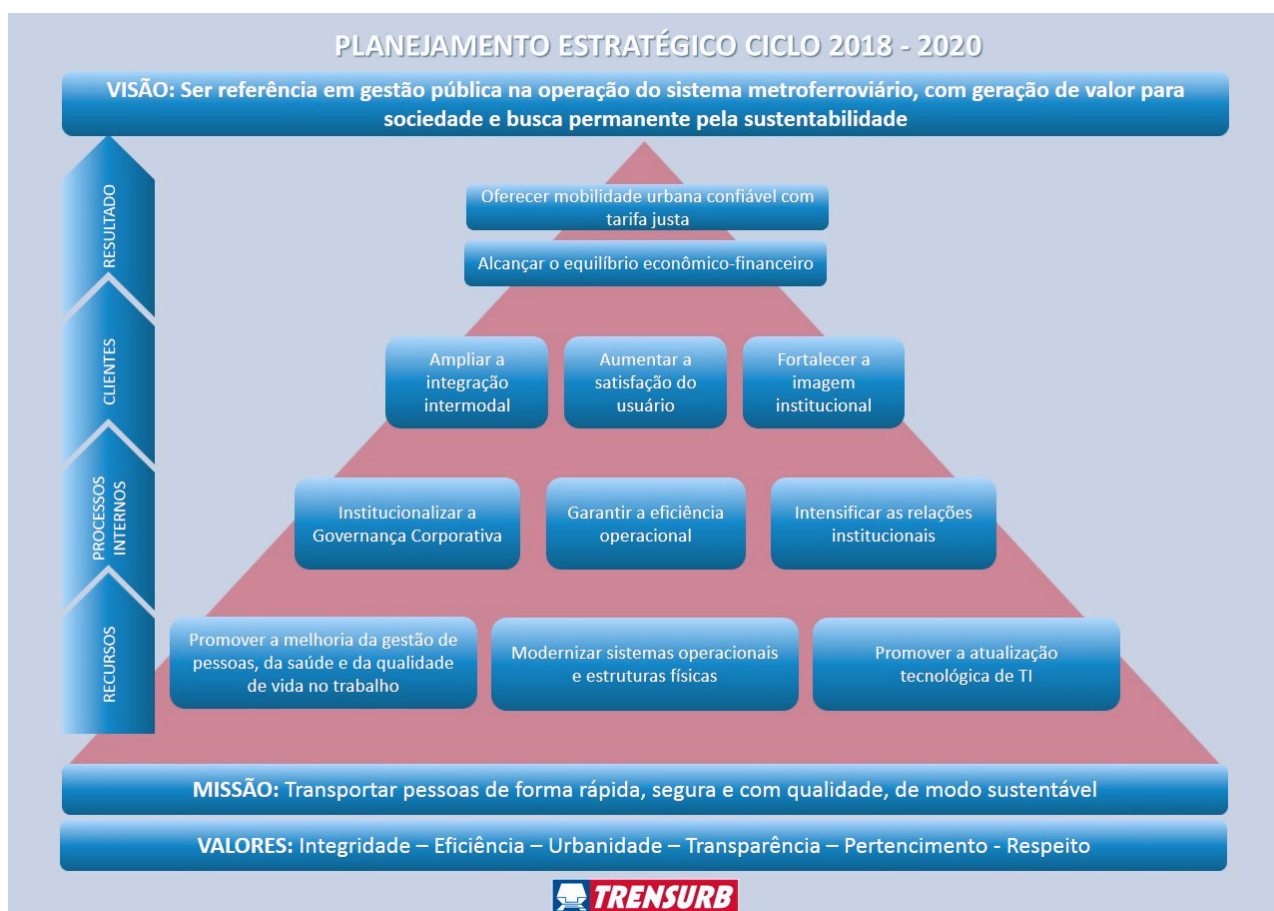 PLANEJAMENTO ESTRATÉGICO CICLO 2018 - 2020
VISÃO: Ser referência em gestão pública na operação do sistema metroferroviário, com geração de valor para
sociedade e busca permanente pela sustentabilidade
RESULTADO
Oferecer mobilidade urbana confiável com
tarifa justa
Alcançar o equilíbrio econômico-financeiro
CLIENTES
Ampliar a
integração
intermodal
Aumentar a
satisfação do
usuário
Fortalecer a
imagem
institucional
PROCESSOS
INTERNOS
Institucionalizar a
Governança Corporativa
Garantir a eficiência
operacional
Intensificar as relações
institucionais
RECURSOS
Promover a melhoria da gestão de
pessoas, da saúde e da qualidade
de vida no trabalho
Modernizar sistemas operacionais
e estruturas físicas
Promover a atualização
tecnológica de TI
MISSÃO: Transportar pessoas de forma rápida, segura e com qualidade, de modo sustentável
VALORES: Integridade – Eficiência – Urbanidade – Transparência – Pertencimento - Respeito
TRENSURB